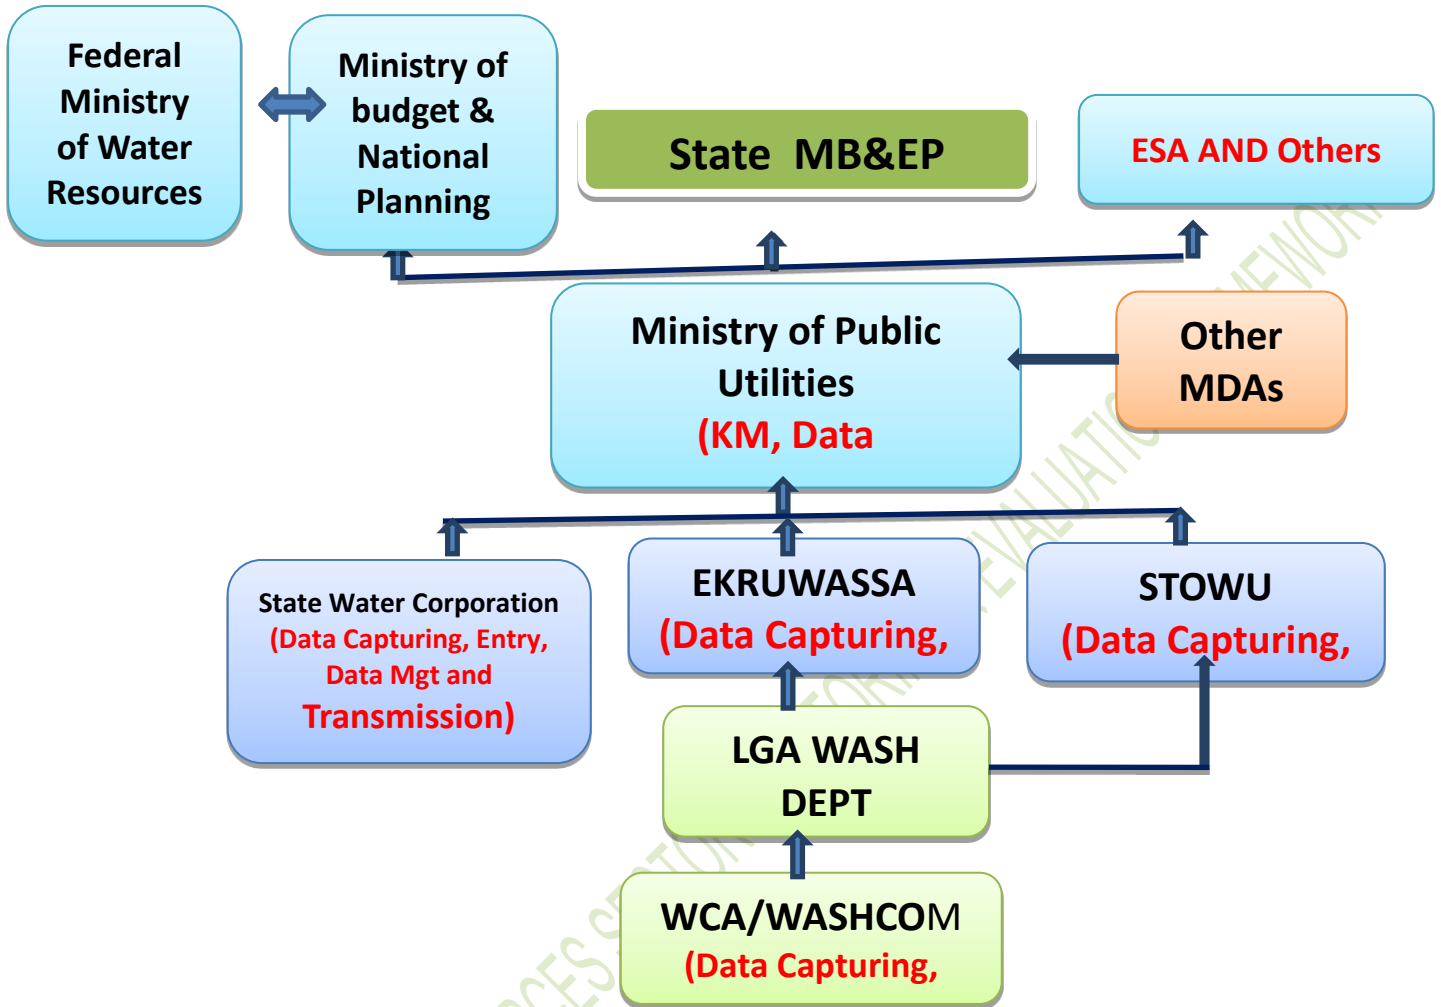 Federal
Ministry
of Water
Resources
Ministry of
budget &
National
Planning
State MB&EP
ESA AND Others
Ministry of Public
Utilities
(KM, Data
Other
MDAs
State Water Corporation
(Data Capturing, Entry,
Data Mgt and
Transmission)
EKRUWASSA
(Data Capturing,
STOWU
(Data Capturing,
LGA WASH
DEPT
WCA/WASHCOM
(Data Capturing,